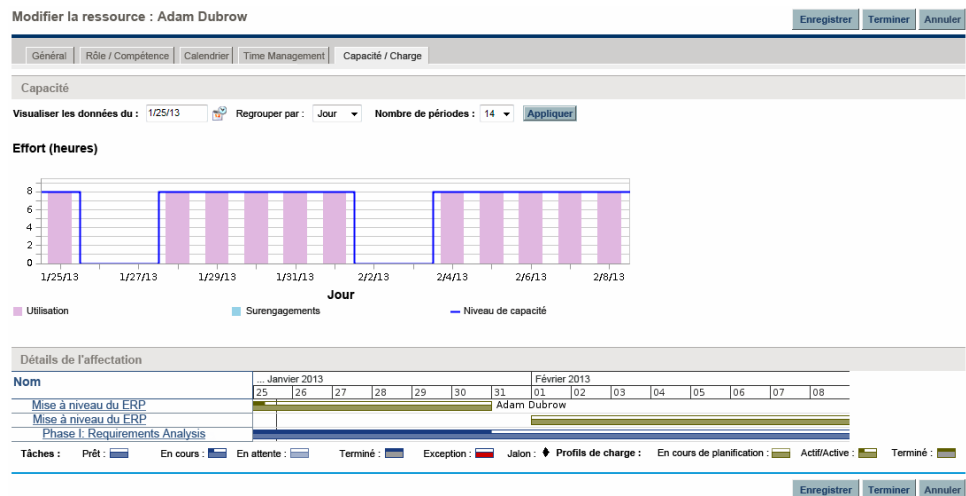 Modifier la ressource : Adam Dubrow
Enregistrer Terminer Annuler
Général Rôle / Compétence Calendrier Time Management Capacité / Charge
Capacité
Visualiser les données du : 1/25/13 Regrouper par : Jour Nombre de périodes : 14 Appliquer
Effort (heures)
8
6
4
2
0
1/25/13 1/27/13 1/29/13 1/31/13 2/2/13 2/4/13 2/6/13 2/8/13
Jour
Utilisation Surengagements Niveau de capacité
Détails de l'affectation
Nom ... Janvier 2013 Février 2013
25 26 27 28 29 30 31 01 02 03 04 05 06 07 08
Mise à niveau du ERP Adam Dubrow
Mise à niveau du ERP
Phase I: Requirements Analysis
Tâches : Prêt : En cours : En attente : Terminé : Exception : Jalon : Profils de charge : En cours de planification : Actif/Active : Terminé :
Enregistrer Terminer Annuler